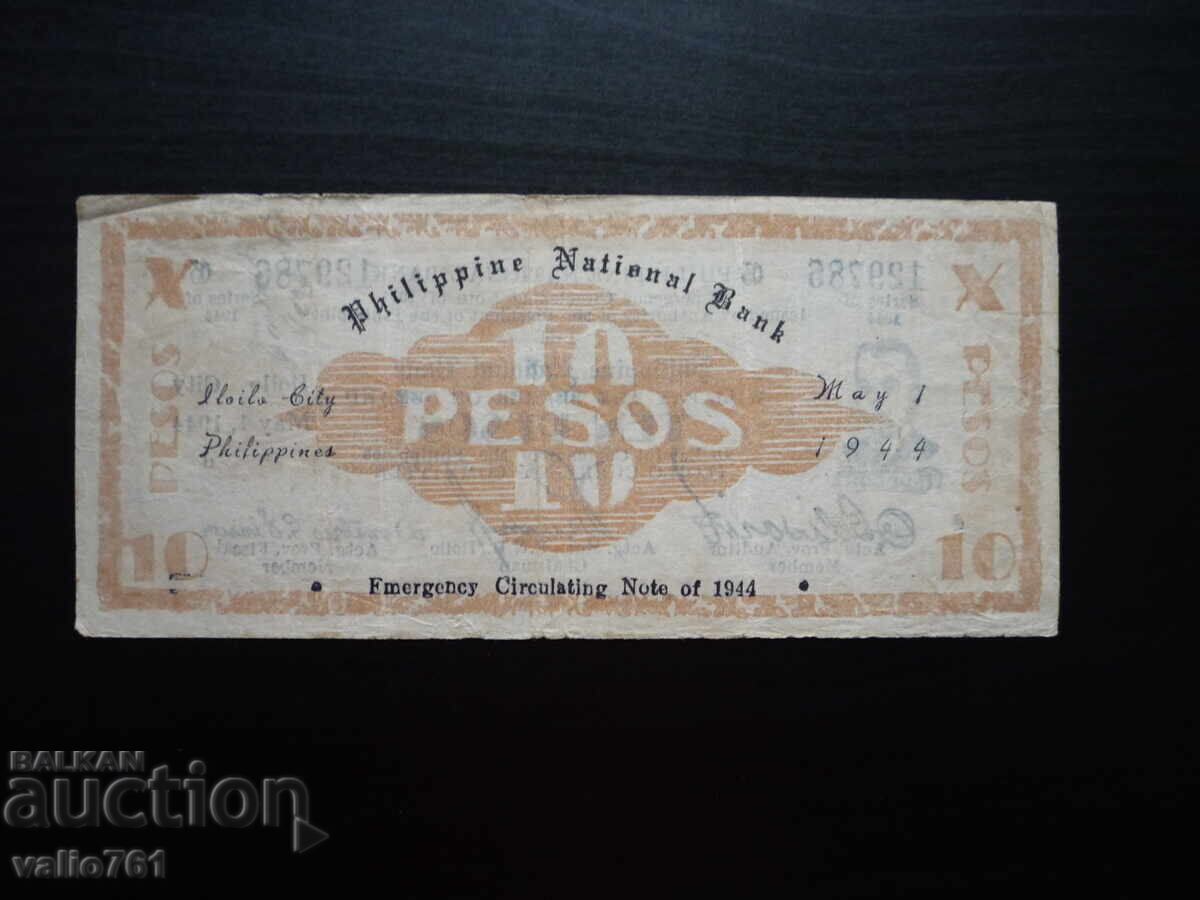 Philippine National Bank
X
X
10
PESOS
10
PESOS
PESOS
Iloilo City
Philippines
May 1
1944
10
10
• Emergency Circulating Note of 1944 •
BALKAN
auction
valio761